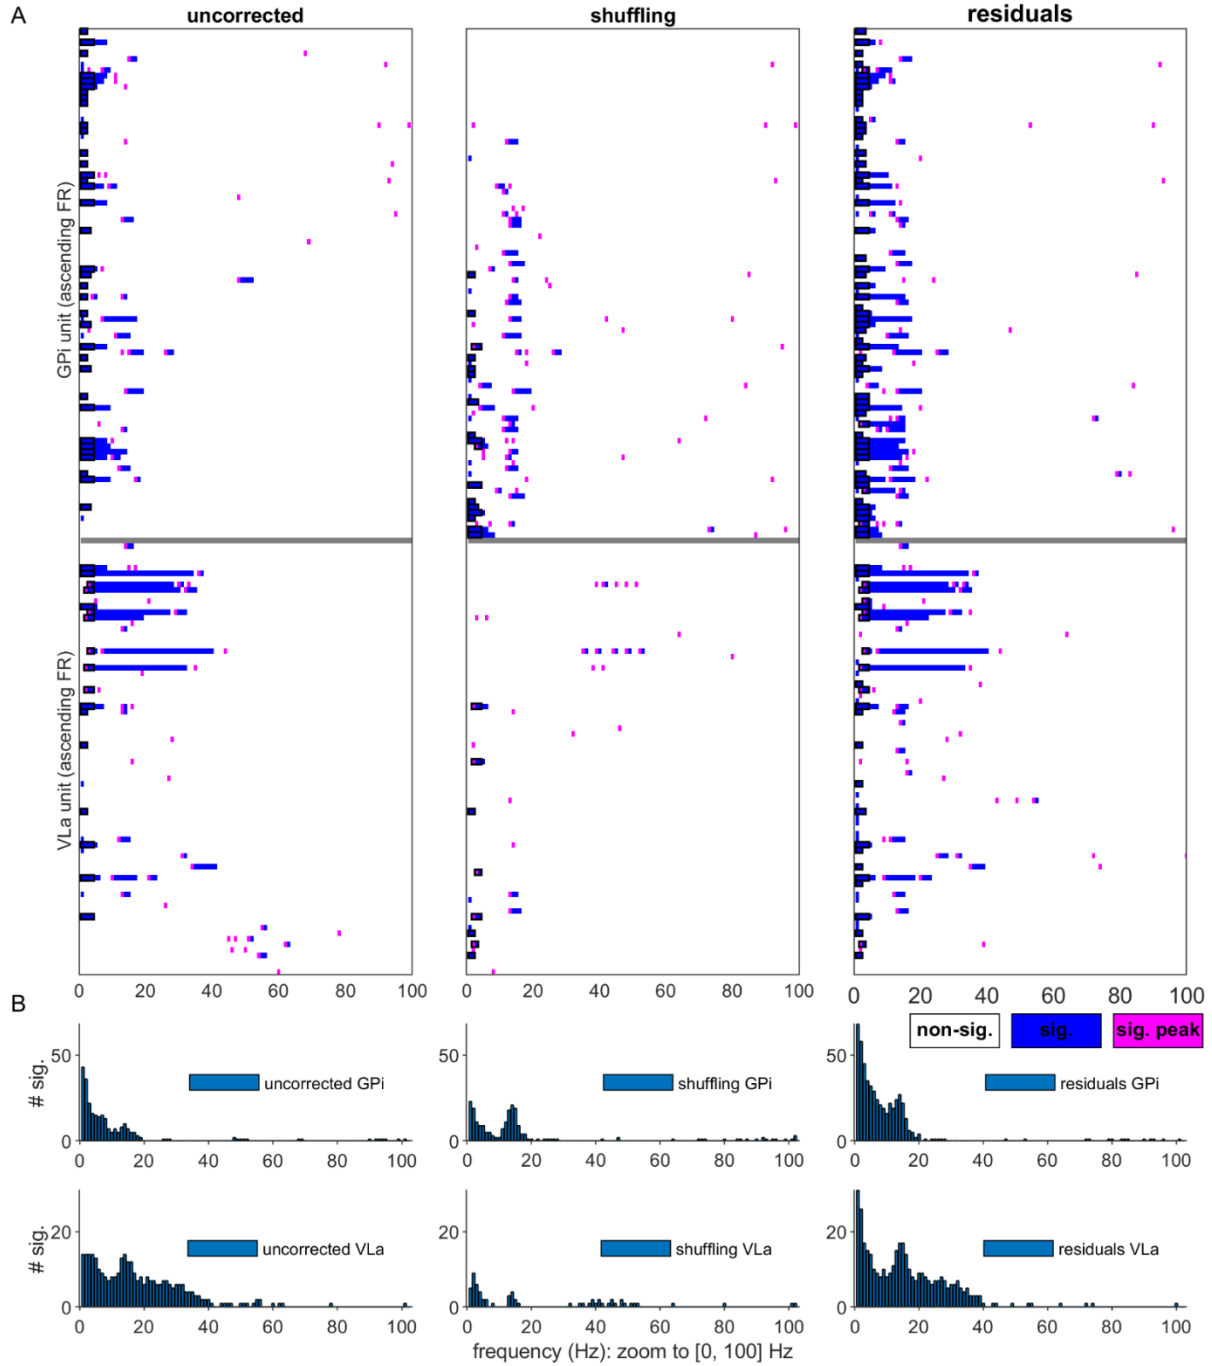 A
uncorrected
shuffling
residuals
GPi unit (ascending FR)
VLa unit (ascending FR)
0 20 40 60 80 100
0 20 40 60 80 100
0 20 40 60 80 100
non-sig.
sig.
sig. peak
B
# sig.
50
0
uncorrected GPi
0 20 40 60 80 100
50
0
shuffling GPi
0 20 40 60 80 100
50
0
residuals GPi
0 20 40 60 80 100
# sig.
20
0
uncorrected VLa
0 20 40 60 80 100
20
0
shuffling VLa
0 20 40 60 80 100
20
0
residuals VLa
0 20 40 60 80 100
frequency (Hz): zoom to [0, 100] Hz